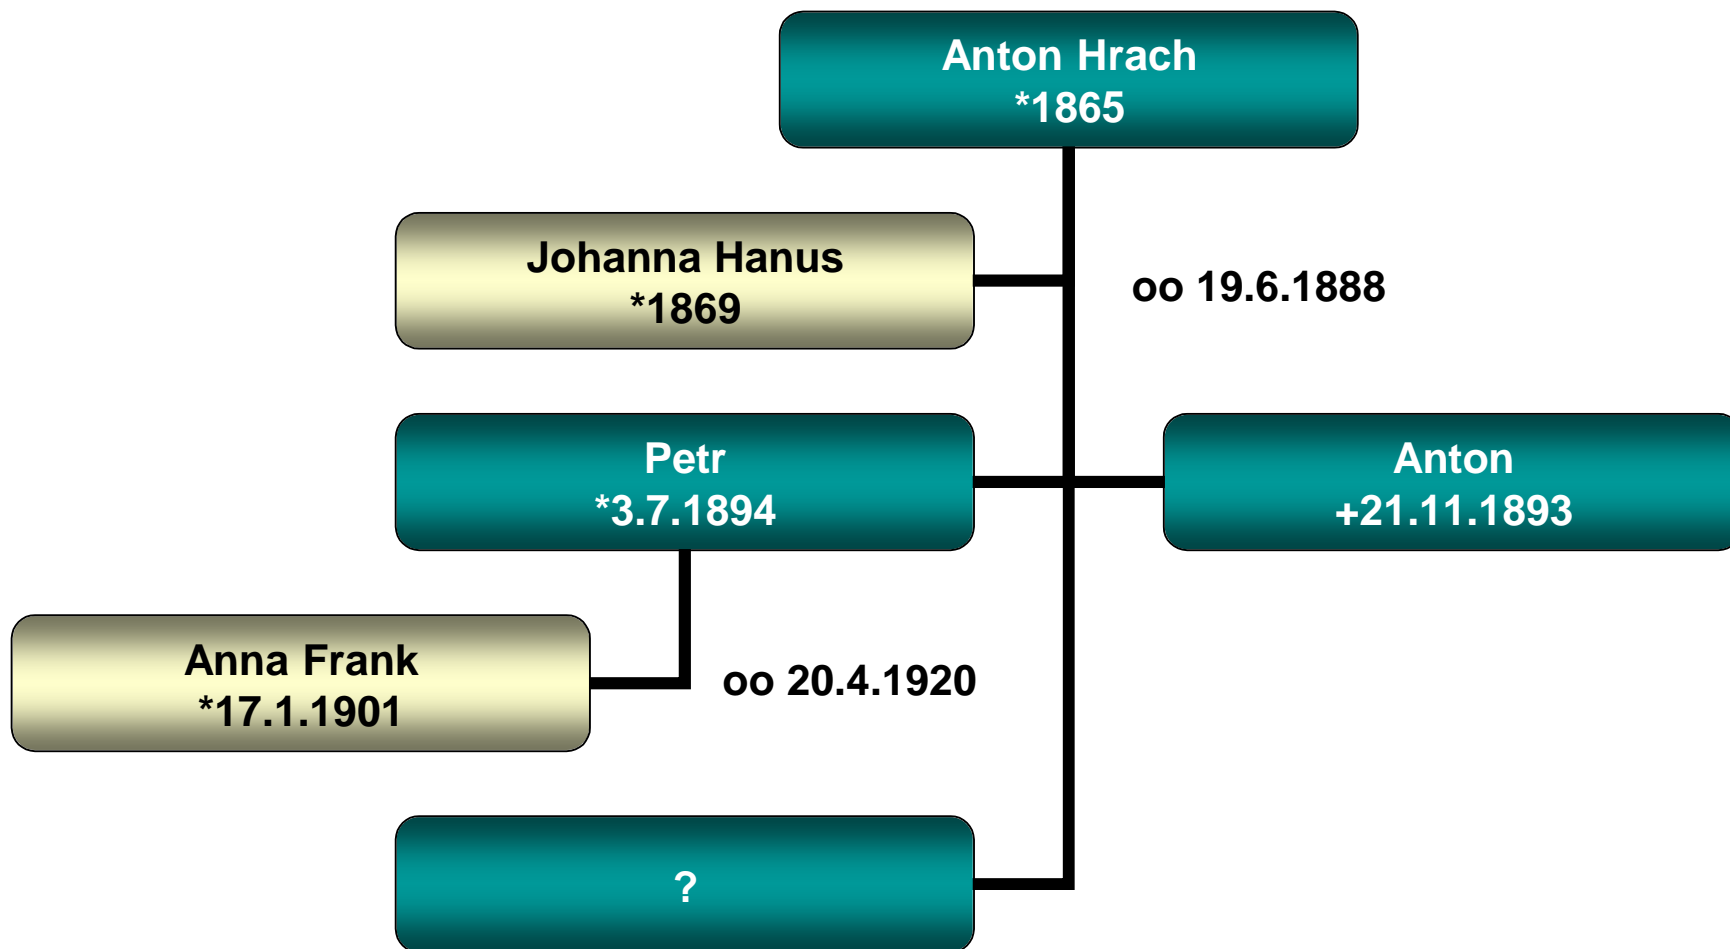 Anton Hrach
*1865
Johanna Hanus
*1869
oo 19.6.1888
Petr
*3.7.1894
Anton
+21.11.1893
Anna Frank
*17.1.1901
oo 20.4.1920
?